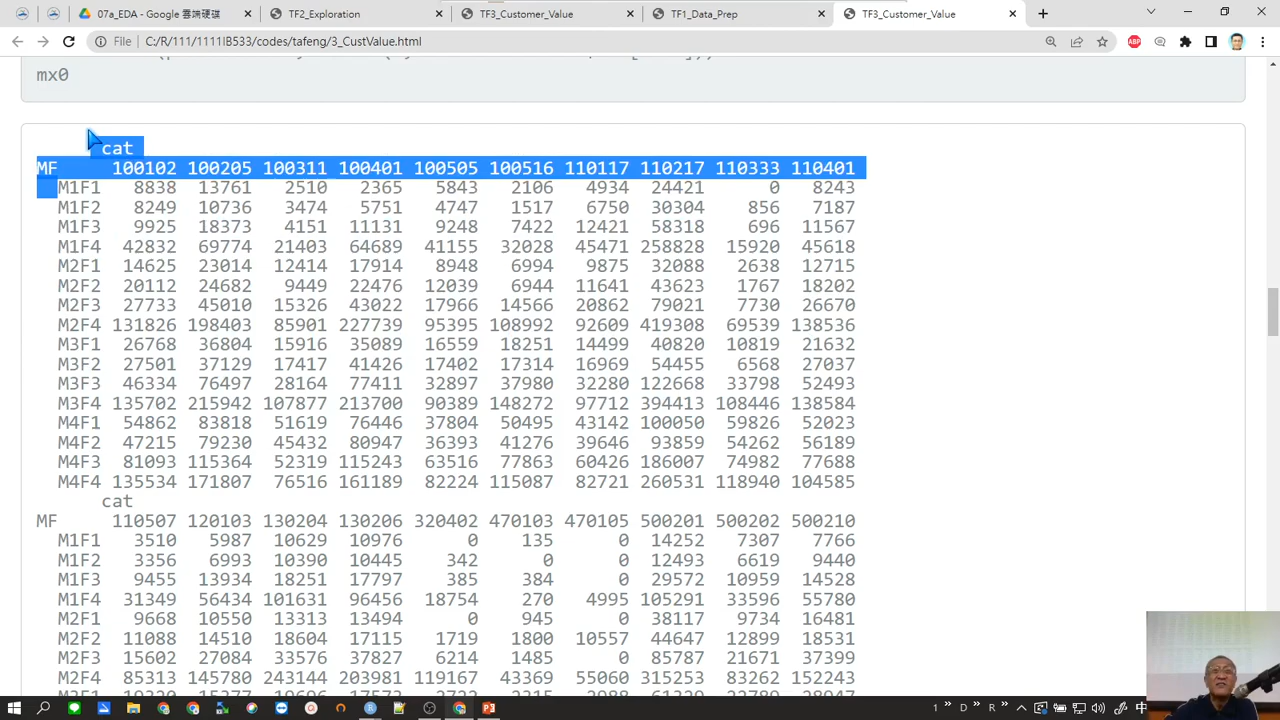 07a_EDA - Google 雲端硬碟
TF2_Exploration
TF3_Customer_Value
TF1_Data_Prep
TF3_Customer_Value
File
C:/R/111/1111IB533/codes/tafeng/3_CustValue.html
ABP
mx0
cat
MF 100102 100205 100311 100401 100505 100516 110117 110217 110333 110401
M1F1 8838 13761 2510 2365 5843 2106 4934 24421 0 8243
M1F2 8249 10736 3474 5751 4747 1517 6750 30304 856 7187
M1F3 9925 18373 4151 11131 9248 7422 12421 58318 696 11567
M1F4 42832 69774 21403 64689 41155 32028 45471 258828 15920 45618
M2F1 14625 23014 12414 17914 8948 6994 9875 32088 2638 12715
M2F2 20112 24682 9449 22476 12039 6944 11641 43623 1767 18202
M2F3 27733 45010 15326 43022 17966 14566 20862 79021 7730 26670
M2F4 131826 198403 85901 227739 95395 108992 92609 419308 69539 138536
M3F1 26768 36804 15916 35089 16559 18251 14499 40820 10819 21632
M3F2 27501 37129 17417 41426 17402 17314 16969 54455 6568 27037
M3F3 46334 76497 28164 77411 32897 37980 32280 122668 33798 52493
M3F4 135702 215942 107877 213700 90389 148272 97712 394413 108446 138584
M4F1 54862 83818 51619 76446 37804 50495 43142 100050 59826 52023
M4F2 47215 79230 45432 80947 36393 41276 39646 93859 54262 56189
M4F3 81093 115364 52319 115243 63516 77863 60426 186007 74982 77688
M4F4 135534 171807 76516 161189 82224 115087 82721 260531 118940 104585
cat
MF 110507 120103 130204 130206 320402 470103 470105 500201 500202 500210
M1F1 3510 5987 10629 10976 0 135 0 14252 7307 7766
M1F2 3356 6993 10390 10445 342 0 0 12493 6619 9440
M1F3 9455 13934 18251 17797 385 384 0 29572 10959 14528
M1F4 31349 56434 101631 96456 18754 270 4995 105291 33596 55780
M2F1 9668 10550 13313 13494 0 945 0 38117 9734 16481
M2F2 11088 14510 18604 17115 1719 1800 10557 44647 12899 18531
M2F3 15602 27084 33576 37827 6214 1485 0 85787 21671 37399
M2F4 85313 145780 243144 203981 119167 43369 55060 315253 83262 152243
1 D R 中